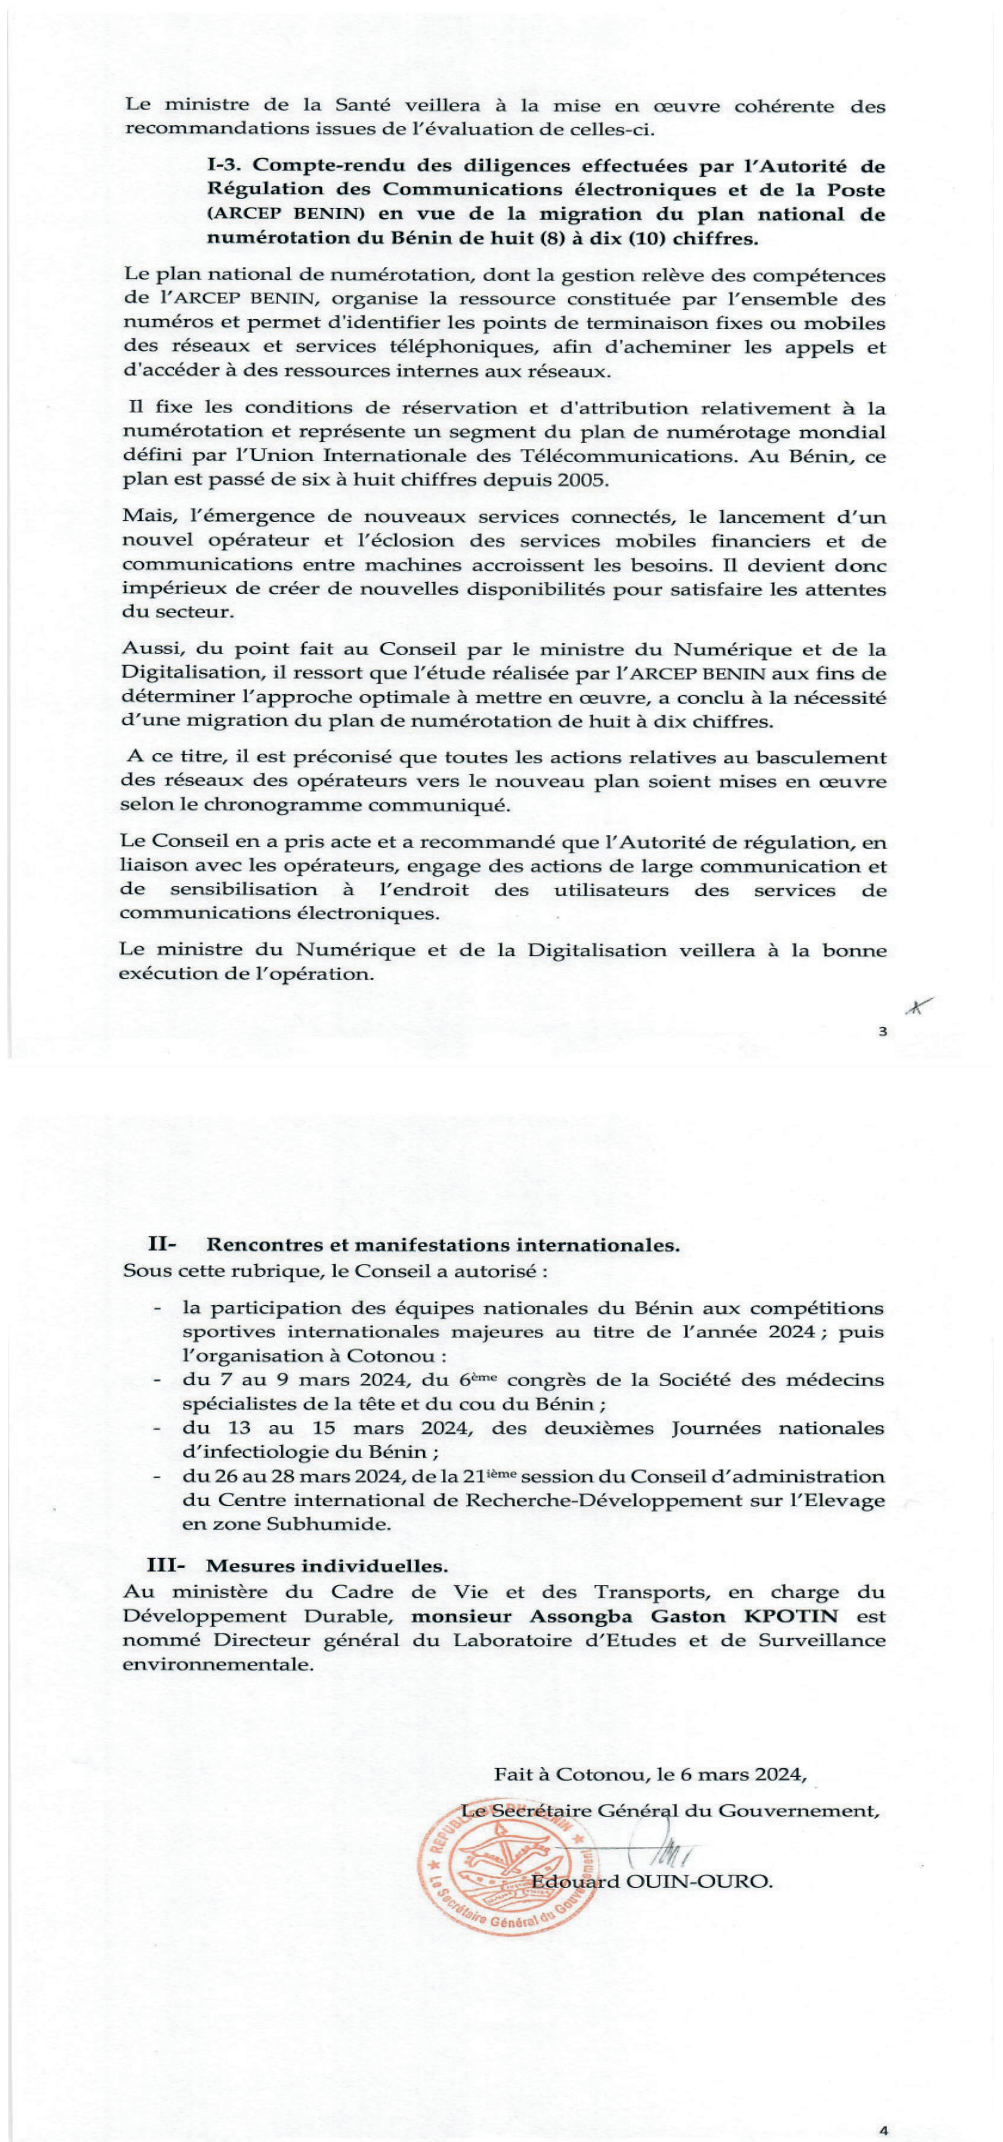 Le ministre de la Santé veillera à la mise en œuvre cohérente des
recommandations issues de l'évaluation de celles-ci.
I-3. Compte-rendu des diligences effectuées par l'Autorité de
Régulation des Communications électroniques et de la Poste
(ARCEP BENIN) en vue de la migration du plan national de
numérotation du Bénin de huit (8) à dix (10) chiffres.
Le plan national de numérotation, dont la gestion relève des compétences
de l'ARCEP BENIN, organise la ressource constituée par l'ensemble des
numéros et permet d'identifier les points de terminaison fixes ou mobiles
des réseaux et services téléphoniques, afin d'acheminer les appels et
d'accéder à des ressources internes aux réseaux.
Il fixe les conditions de réservation et d'attribution relativement à la
numérotation et représente un segment du plan de numérotage mondial
défini par l'Union Internationale des Télécommunications. Au Bénin, ce
plan est passé de six à huit chiffres depuis 2005.
Mais, l'émergence de nouveaux services connectés, le lancement d'un
nouvel opérateur et l'éclosion des services mobiles financiers et de
communications entre machines accroissent les besoins. Il devient donc
impérieux de créer de nouvelles disponibilités pour satisfaire les attentes
du secteur.
Aussi, du point fait au Conseil par le ministre du Numérique et de la
Digitalisation, il ressort que l'étude réalisée par l'ARCEP BENIN aux fins de
déterminer l'approche optimale à mettre en œuvre, a conclu à la nécessité
d'une migration du plan de numérotation de huit à dix chiffres.
A ce titre, il est préconisé que toutes les actions relatives au basculement
des réseaux des opérateurs vers le nouveau plan soient mises en œuvre
selon le chronogramme communiqué.
Le Conseil en a pris acte et a recommandé que l'Autorité de régulation, en
liaison avec les opérateurs, engage des actions de large communication et
de sensibilisation à l'endroit des utilisateurs des services de
communications électroniques.
Le ministre du Numérique et de la Digitalisation veillera à la bonne
exécution de l'opération.
3
II- Rencontres et manifestations internationales.
Sous cette rubrique, le Conseil a autorisé :
- la participation des équipes nationales du Bénin aux compétitions
sportives internationales majeures au titre de l'année 2024 ; puis
l'organisation à Cotonou :
- du 7 au 9 mars 2024, du 6ème congrès de la Société des médecins
spécialistes de la tête et du cou du Bénin ;
- du 13 au 15 mars 2024, des deuxièmes Journées nationales
d'infectiologie du Bénin ;
- du 26 au 28 mars 2024, de la 21ième session du Conseil d'administration
du Centre international de Recherche-Développement sur l'Elevage
en zone Subhumide.
III- Mesures individuelles.
Au ministère du Cadre de Vie et des Transports, en charge du
Développement Durable, monsieur Assongba Gaston KPOTIN est
nommé Directeur général du Laboratoire d'Etudes et de Surveillance
environnementale.
Fait à Cotonou, le 6 mars 2024,
Le Secrétaire Général du Gouvernement,
REPUBLIQUE DU BENIN
Le Secrétaire Général du Gouvernement
Edouard OUIN-OURO.
4